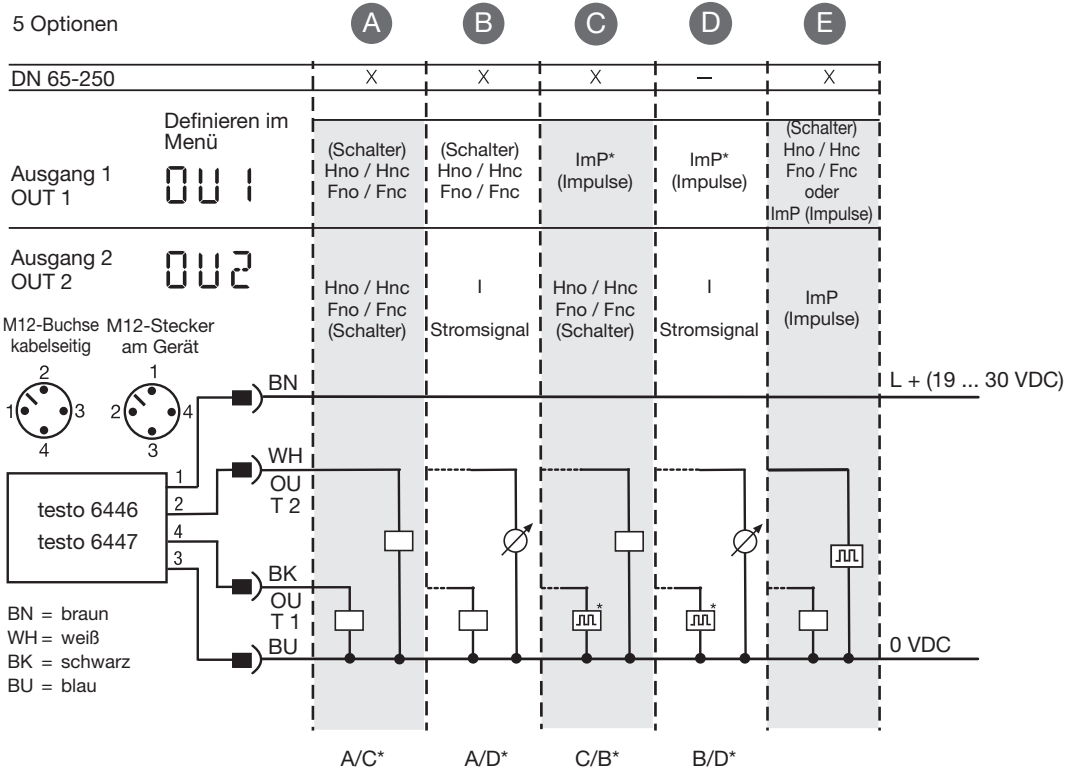 5 Optionen A B C D E
DN 65-250 X X X – X
Definieren im
Menü
Ausgang 1
OUT 1
OU1
(Schalter)
Hno / Hnc
Fno / Fnc
(Schalter)
Hno / Hnc
Fno / Fnc
ImP*
(Impulse)
ImP*
(Impulse)
(Schalter)
Hno / Hnc
Fno / Fnc
oder
ImP (Impulse)
Ausgang 2
OUT 2
OU2
Hno / Hnc
Fno / Fnc
(Schalter)
I
Stromsignal
Hno / Hnc
Fno / Fnc
(Schalter)
I
Stromsignal
ImP
(Impulse)
M12-Buchse
kabelseitig
M12-Stecker
am Gerät
2
1 3
4
1
2 4
3
BN
L + (19 ... 30 VDC)
WH
OU
T 2
1
2
4
3
testo 6446
testo 6447
BK
OU
T 1
BU
0 VDC
* *
BN = braun
WH = weiß
BK = schwarz
BU = blau
A/C* A/D* C/B* B/D*